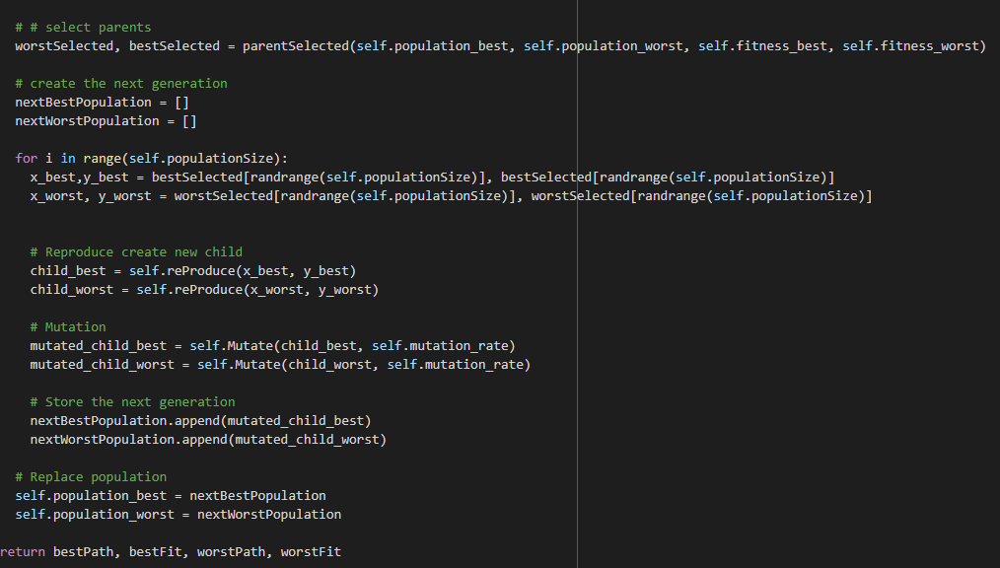 # # select parents
worstSelected, bestSelected = parentSelected(self.population_best, self.population_worst, self.fitness_best, self.fitness_worst)
# create the next generation
nextBestPopulation = []
nextWorstPopulation = []
for i in range(self.populationSize):
x_best,y_best = bestSelected[randrange(self.populationSize)], bestSelected[randrange(self.populationSize)]
x_worst, y_worst = worstSelected[randrange(self.populationSize)], worstSelected[randrange(self.populationSize)]
# Reproduce create new child
child_best = self.reProduce(x_best, y_best)
child_worst = self.reProduce(x_worst, y_worst)
# Mutation
mutated_child_best = self.Mutate(child_best, self.mutation_rate)
mutated_child_worst = self.Mutate(child_worst, self.mutation_rate)
# Store the next generation
nextBestPopulation.append(mutated_child_best)
nextWorstPopulation.append(mutated_child_worst)
# Replace population
self.population_best = nextBestPopulation
self.population_worst = nextWorstPopulation
return bestPath, bestFit, worstPath, worstFit